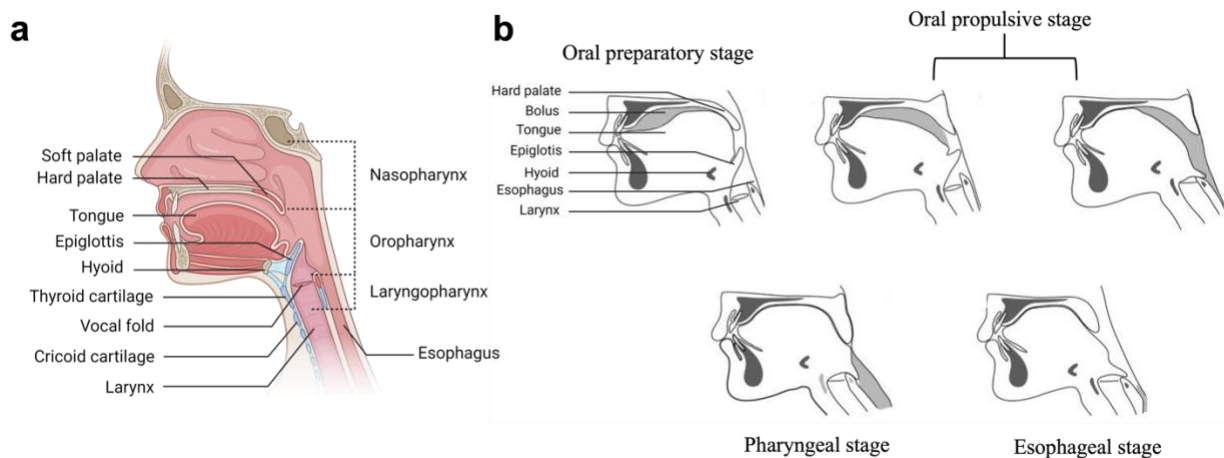 a
Soft palate
Hard palate
Tongue
Epiglottis
Hyoid
Thyroid cartilage
Vocal fold
Cricoid cartilage
Larynx
Nasopharynx
Oropharynx
Laryngopharynx
Esophagus
b
Oral preparatory stage
Oral propulsive stage
Hard palate
Bolus
Tongue
Epiglotis
Hyoid
Esophagus
Larynx
Pharyngeal stage
Esophageal stage